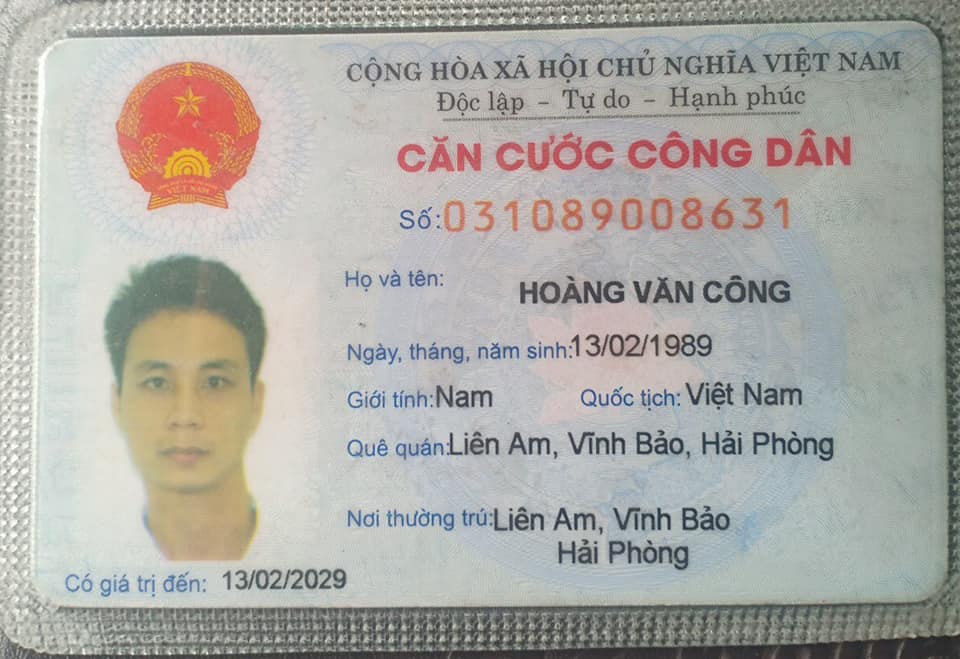 CỘNG HÒA XÃ HỘI CHỦ NGHĨA VIỆT NAM
Độc lập - Tự do - Hạnh phúc
CĂN CƯỚC CÔNG DÂN
Số: 031089008631
Họ và tên: HOÀNG VĂN CÔNG
Ngày, tháng, năm sinh: 13/02/1989
Giới tính: Nam Quốc tịch: Việt Nam
Quê quán: Liên Am, Vĩnh Bảo, Hải Phòng
Nơi thường trú: Liên Am, Vĩnh Bảo
Hải Phòng
Có giá trị đến: 13/02/2029
VIỆT NAM